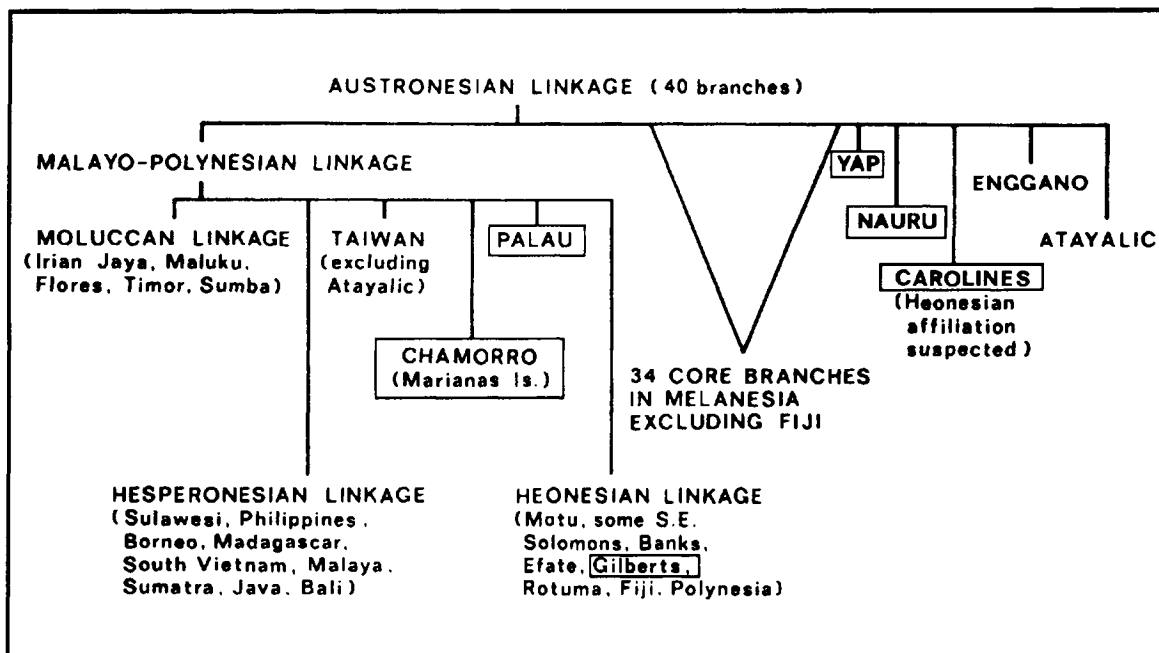 AUSTRONESIAN LINKAGE (40 branches)
MALAYO-POLYNESIAN LINKAGE
YAP
ENGGANO
NAURU
MOLUCCAN LINKAGE
(Irian Jaya, Maluku,
Flores, Timor, Sumba)
TAIWAN
(excluding
Atayalic)
PALAU
ATAYALIC
CAROLINES
(Heonesian
affiliation
suspected)
CHAMORRO
(Marianas Is.)
34 CORE BRANCHES
IN MELANESIA
EXCLUDING FIJI
HESPERONESIAN LINKAGE
(Sulawesi, Philippines,
Borneo, Madagascar,
South Vietnam, Malaya,
Sumatra, Java, Bali)
HEONESIAN LINKAGE
(Motu, some S.E.
Solomons, Banks,
Efate, Gilberts,
Rotuma, Fiji, Polynesia)